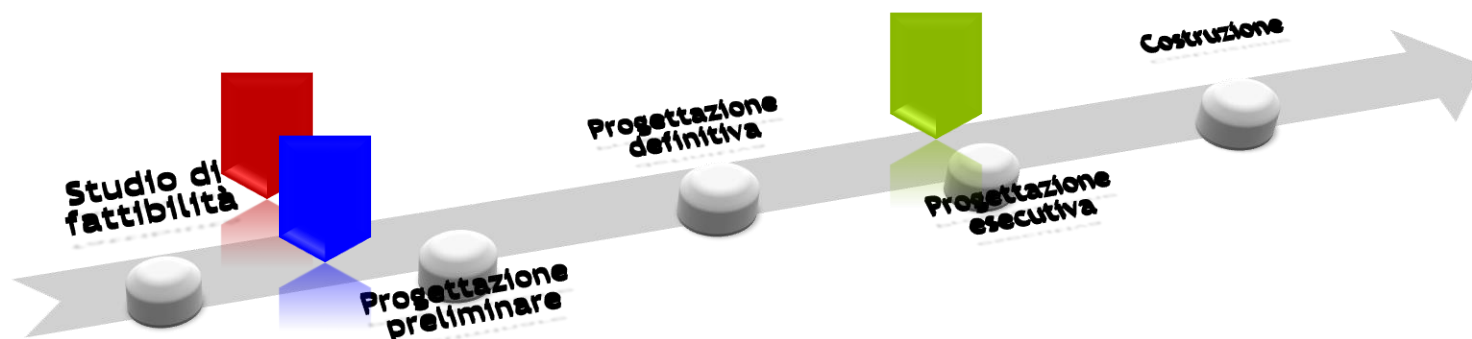 Studio di
fattibilità
Progettazione
preliminare
Progettazione
definitiva
Progettazione
esecutiva
Costruzione